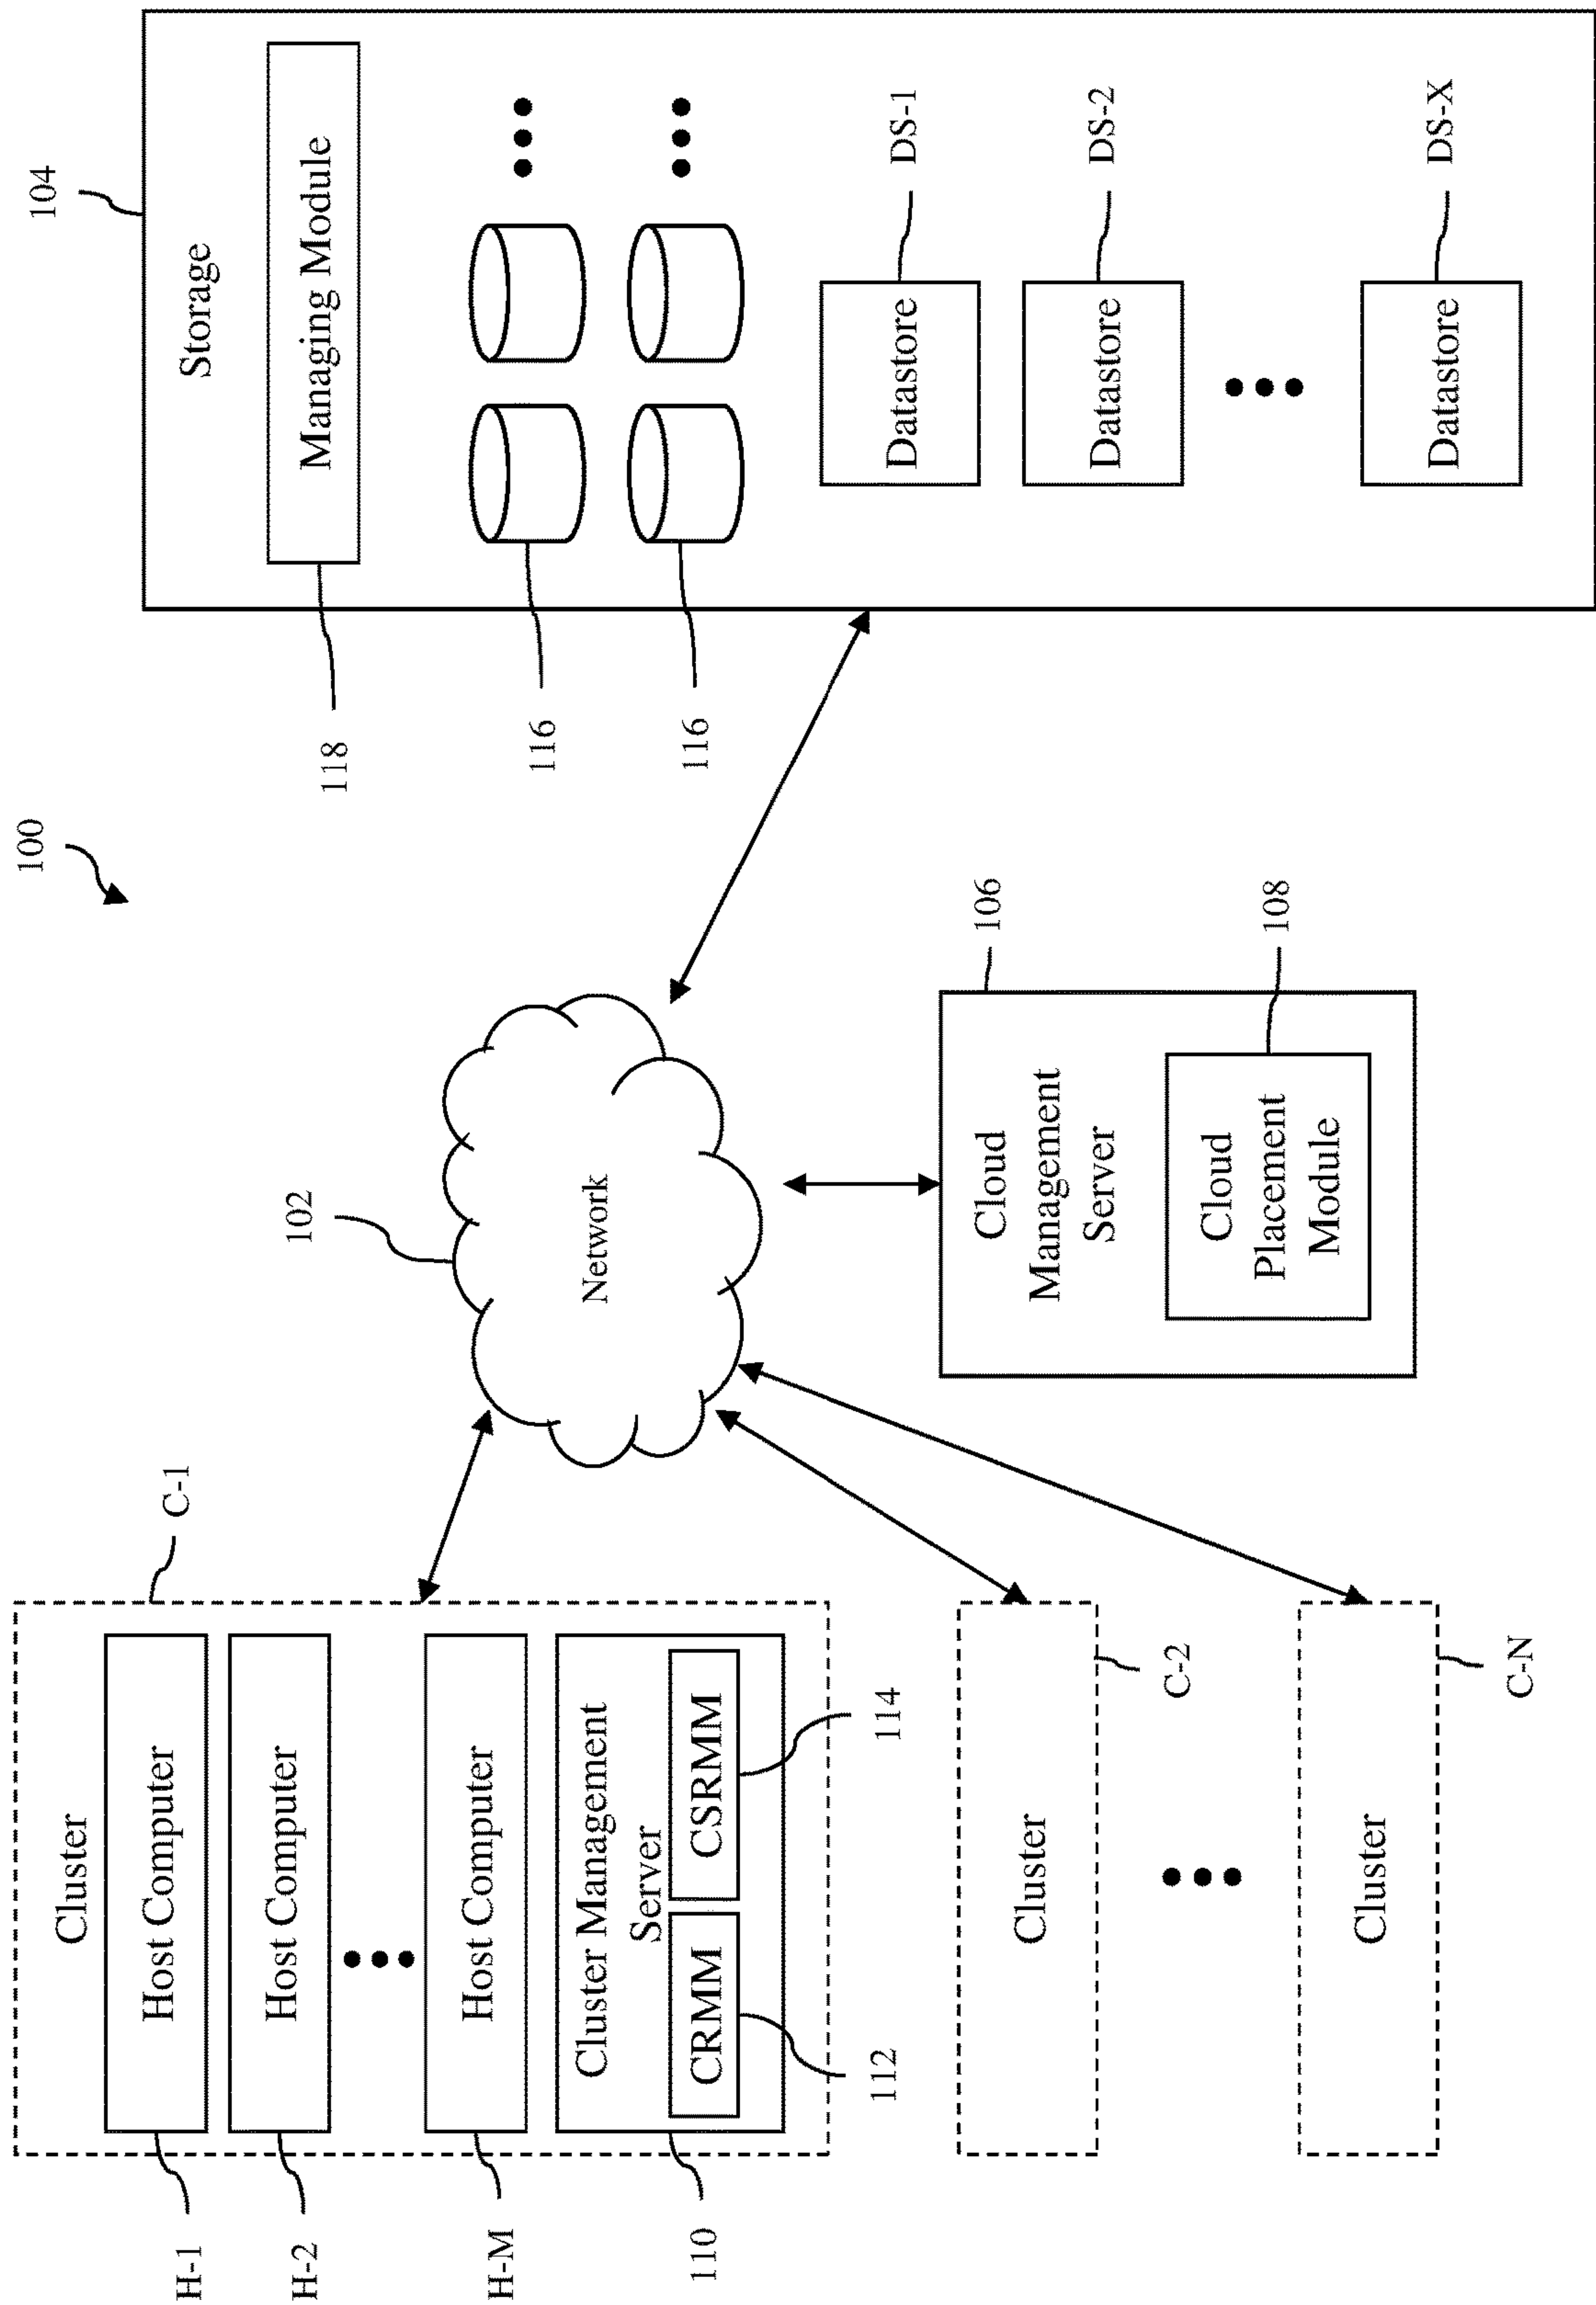 100
C-1
Cluster
H-1
Host Computer
H-2
Host Computer
H-M
Host Computer
110
Cluster Management
Server
CRMM
CSRMM
112
114
Cluster
C-2
Cluster
C-N
102
Network
106
Cloud
Management
Server
108
Cloud
Placement
Module
104
Storage
118
Managing Module
116
116
Datastore
DS-1
Datastore
DS-2
Datastore
DS-X